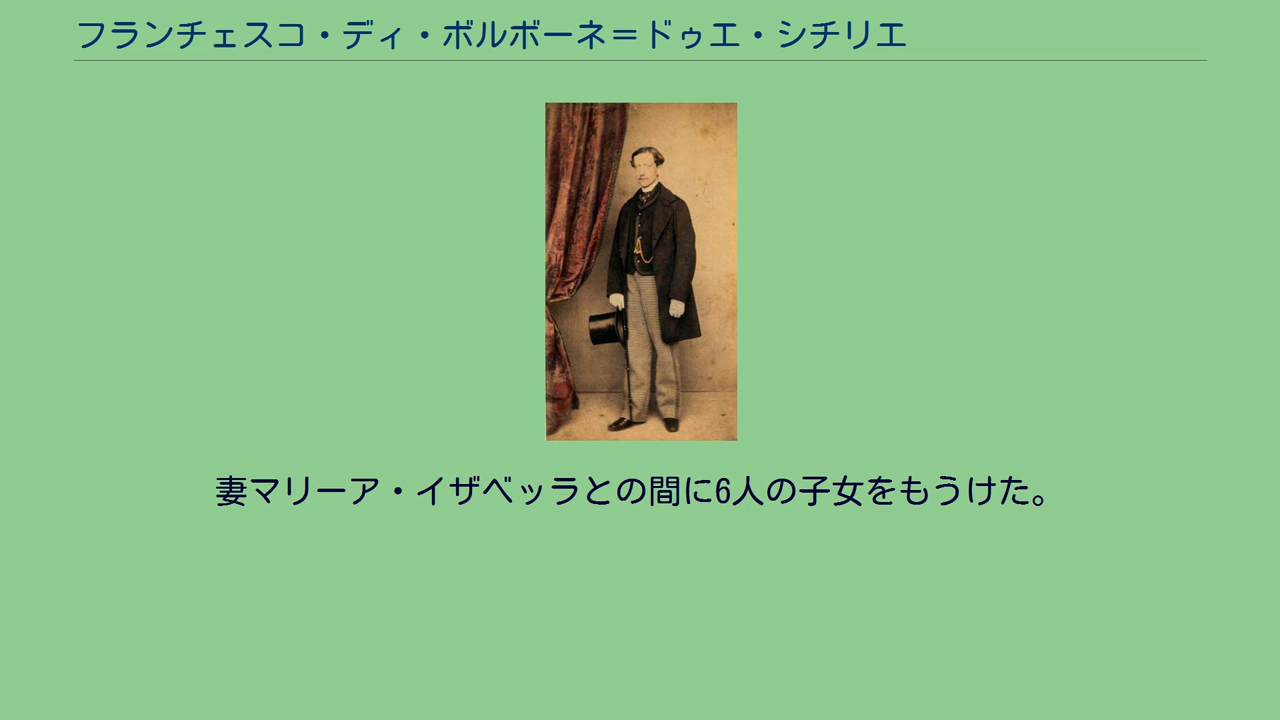 フランチェスコ・ディ・ボルボーネ＝ドゥエ・シチリエ
妻マリーア・イザベッラとの間に6人の子女をもうけた。